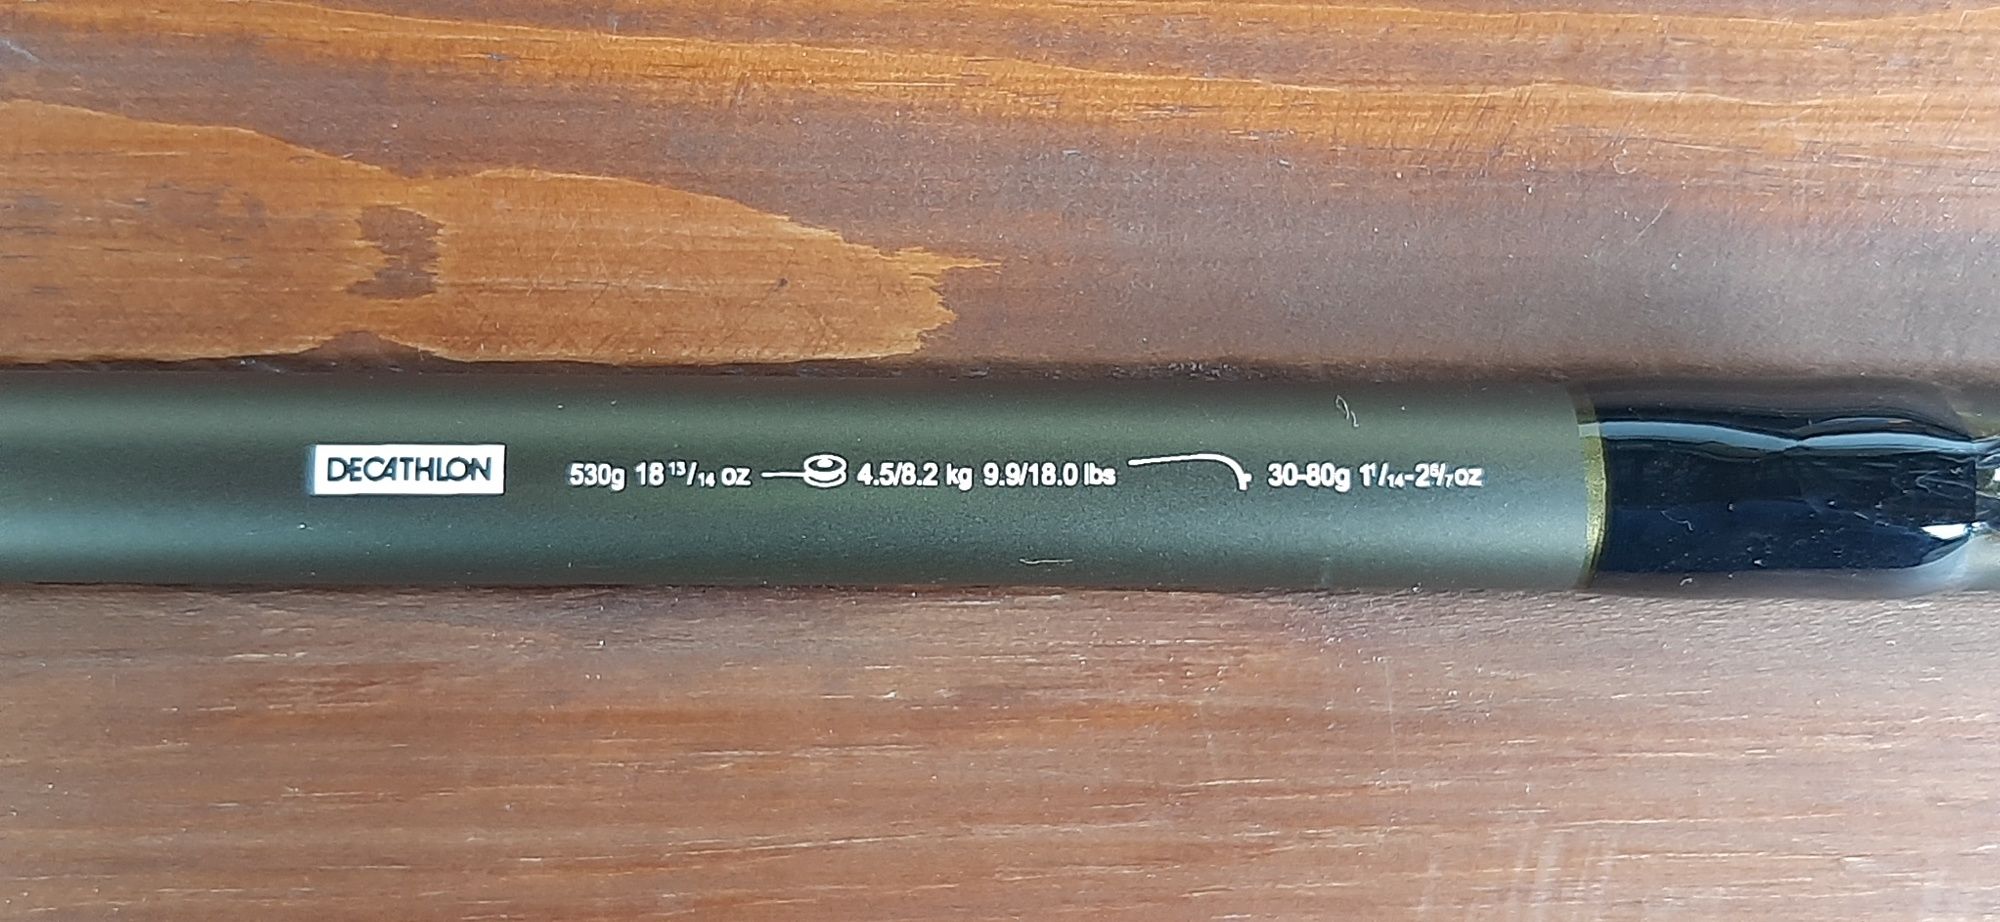 DECATHLON 530g 18 13/14 oz 4.5/8.2 kg 9.9/18.0 lbs 30-80g 1 1/14-2 6/7 oz